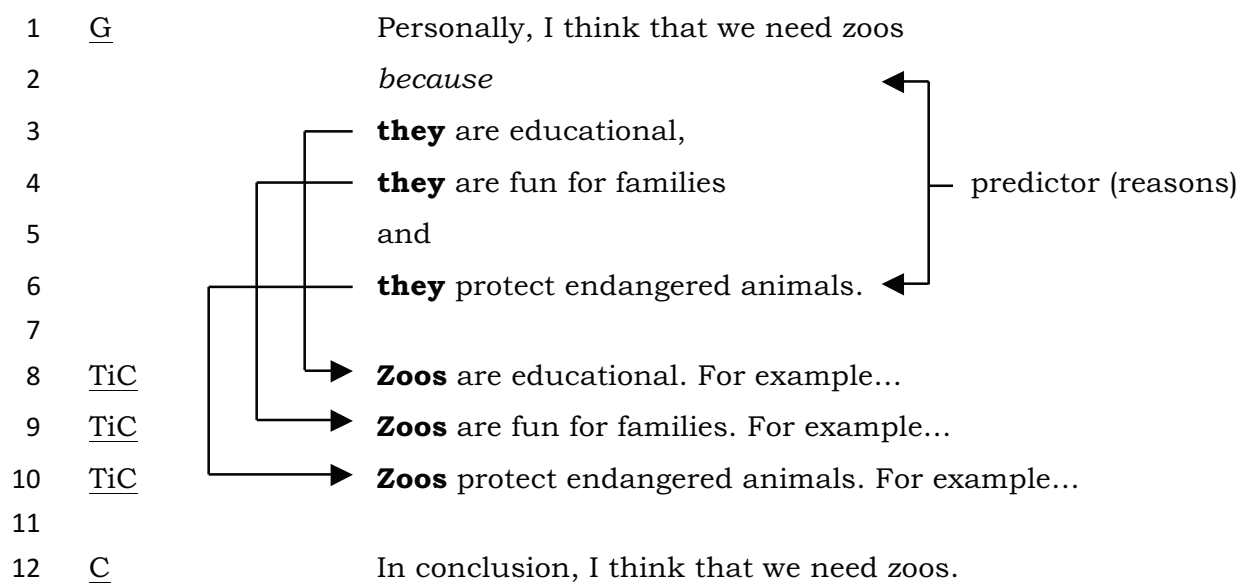 1 G Personally, I think that we need zoos
2 because
3 they are educational,
4 they are fun for families predictor (reasons)
5 and
6 they protect endangered animals.
7
8 TiC Zoos are educational. For example…
9 TiC Zoos are fun for families. For example…
10 TiC Zoos protect endangered animals. For example…
11
12 C In conclusion, I think that we need zoos.